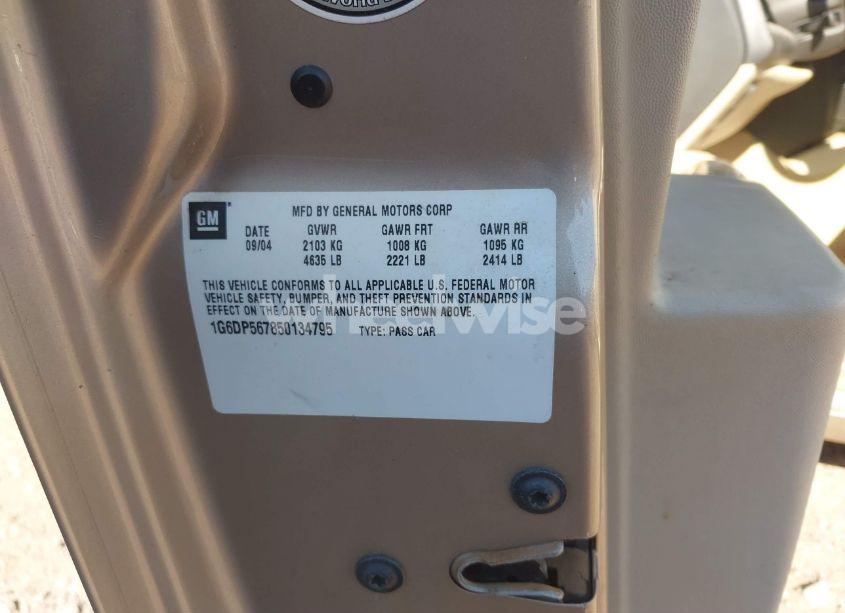 World
GM
MFD BY GENERAL MOTORS CORP
DATE GVWR GAWR FRT GAWR RR
09/04 2103 KG 1008 KG 1095 KG
4635 LB 2221 LB 2414 LB
THIS VEHICLE CONFORMS TO ALL APPLICABLE U.S. FEDERAL MOTOR
VEHICLE SAFETY, BUMPER, AND THEFT PREVENTION STANDARDS IN
EFFECT ON THE DATE OF MANUFACTURE SHOWN ABOVE.
1G6DP567850134795 TYPE: PASS CAR
wheelwise